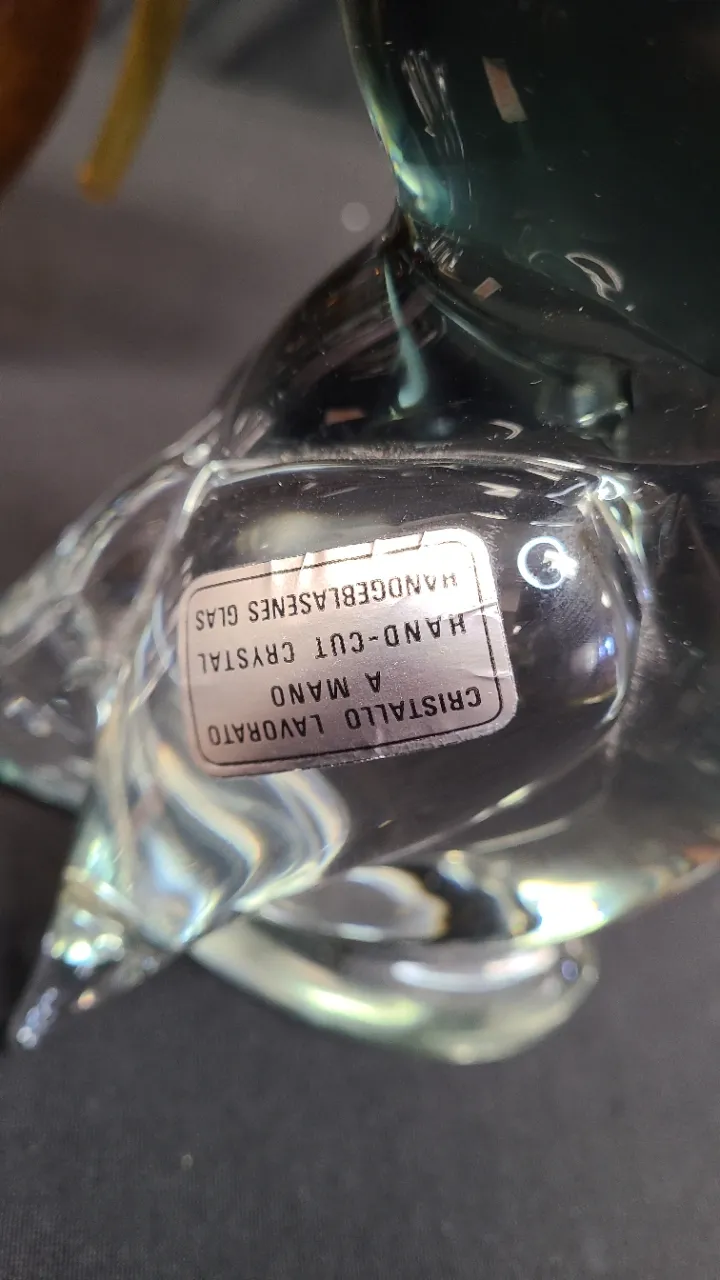 CRISTALLO LAVORATO
A MANO
HAND-CUT CRYSTAL
HANDGEBLASENES GLAS